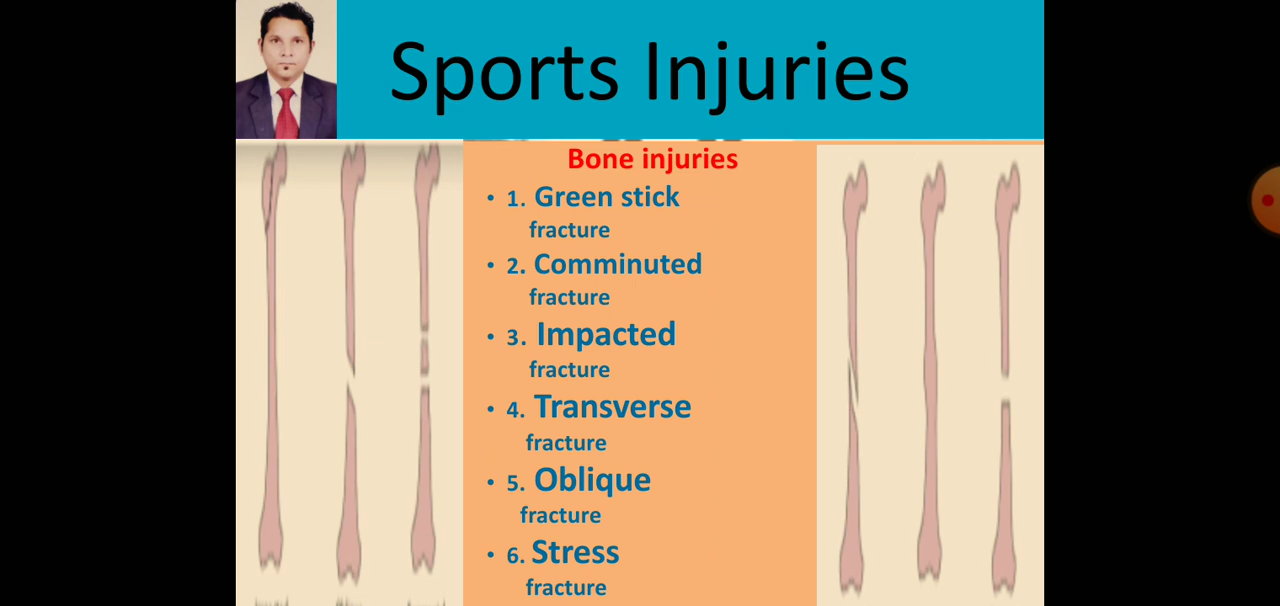 Sports Injuries
Bone injuries
• 1. Green stick
fracture
• 2. Comminuted
fracture
• 3. Impacted
fracture
• 4. Transverse
fracture
• 5. Oblique
fracture
• 6. Stress
fracture